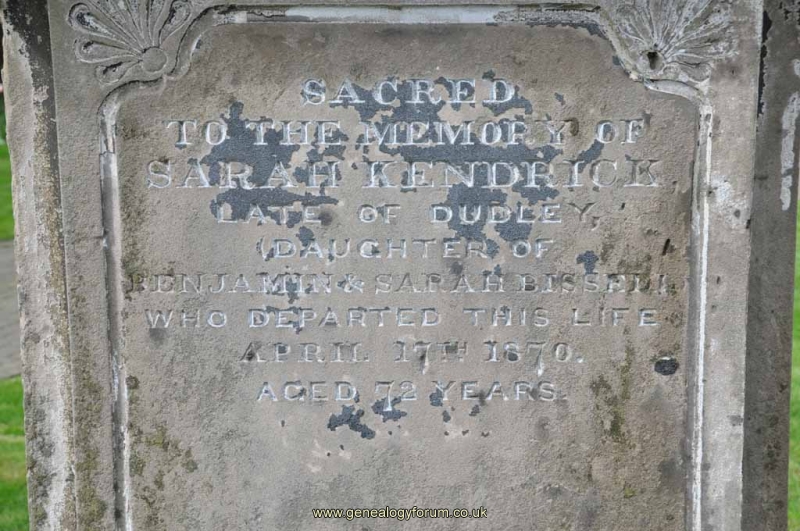 SACRED
TO THE MEMORY OF
SARAH KENDRICK
LATE OF DUDLEY,
(DAUGHTER OF
BENJAMIN & SARAH BISSELL)
WHO DEPARTED THIS LIFE
APRIL 17TH 1870.
AGED 72 YEARS.
www.genealogyforum.co.uk